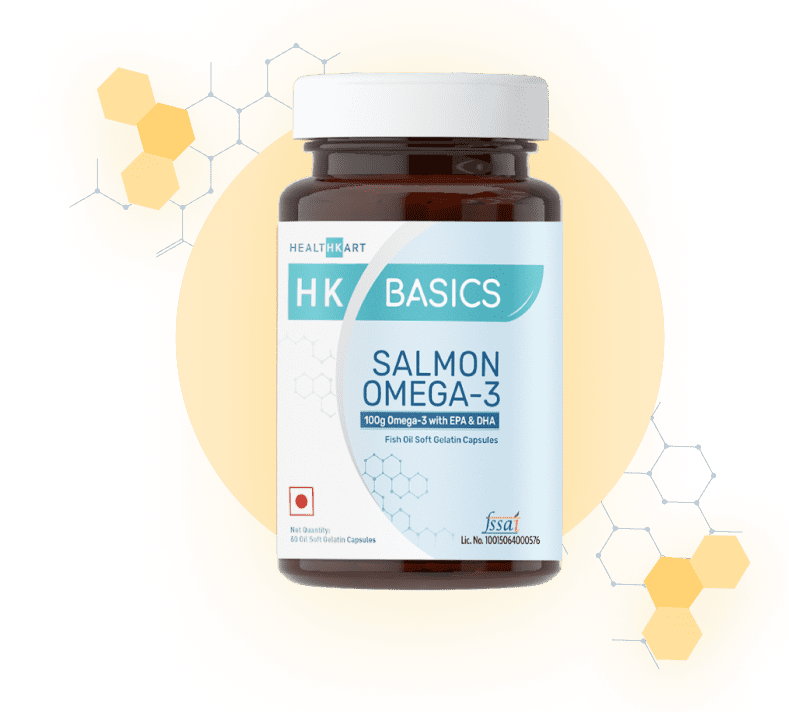 HEALTHKART
HK BASICS
SALMON
OMEGA-3
100g Omega-3 with EPA & DHA
Fish Oil Soft Gelatin Capsules
Net Quantity:
60 Oil Soft Gelatin Capsules
fssai
Lic. No. 10015064000576